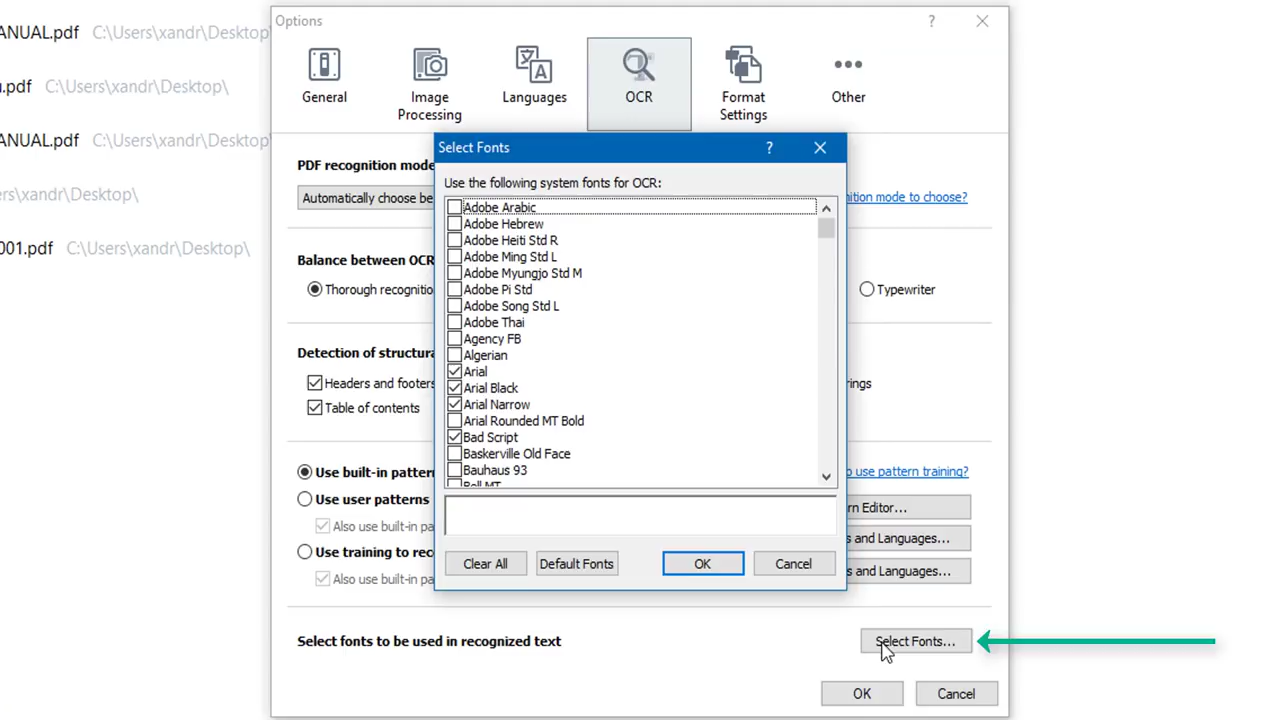 ANUAL.pdf C:\Users\xandr\Desktop\
.pdf C:\Users\xandr\Desktop\
ANUAL.pdf C:\Users\xandr\Desktop\
ers\xandr\Desktop\
001.pdf C:\Users\xandr\Desktop\
Options
General
Image
Processing
Languages
OCR
Format
Settings
Other
PDF recognition mode
Automatically choose be
nition mode to choose?
Balance between OCR
Thorough recognitio
Typewriter
Detection of structura
Headers and footers
rings
Table of contents
Use built-in patter
o use pattern training?
Use user patterns
rn Editor...
Also use built-in pa
s and Languages...
Use training to rec
s and Languages...
Also use built-in pa
Select fonts to be used in recognized text
Select Fonts...
OK
Cancel
Select Fonts
?
Use the following system fonts for OCR:
Adobe Arabic
Adobe Hebrew
Adobe Heiti Std R
Adobe Ming Std L
Adobe Myungjo Std M
Adobe Pi Std
Adobe Song Std L
Adobe Thai
Agency FB
Algerian
Arial
Arial Black
Arial Narrow
Arial Rounded MT Bold
Bad Script
Baskerville Old Face
Bauhaus 93
Bell MT
Clear All
Default Fonts
OK
Cancel